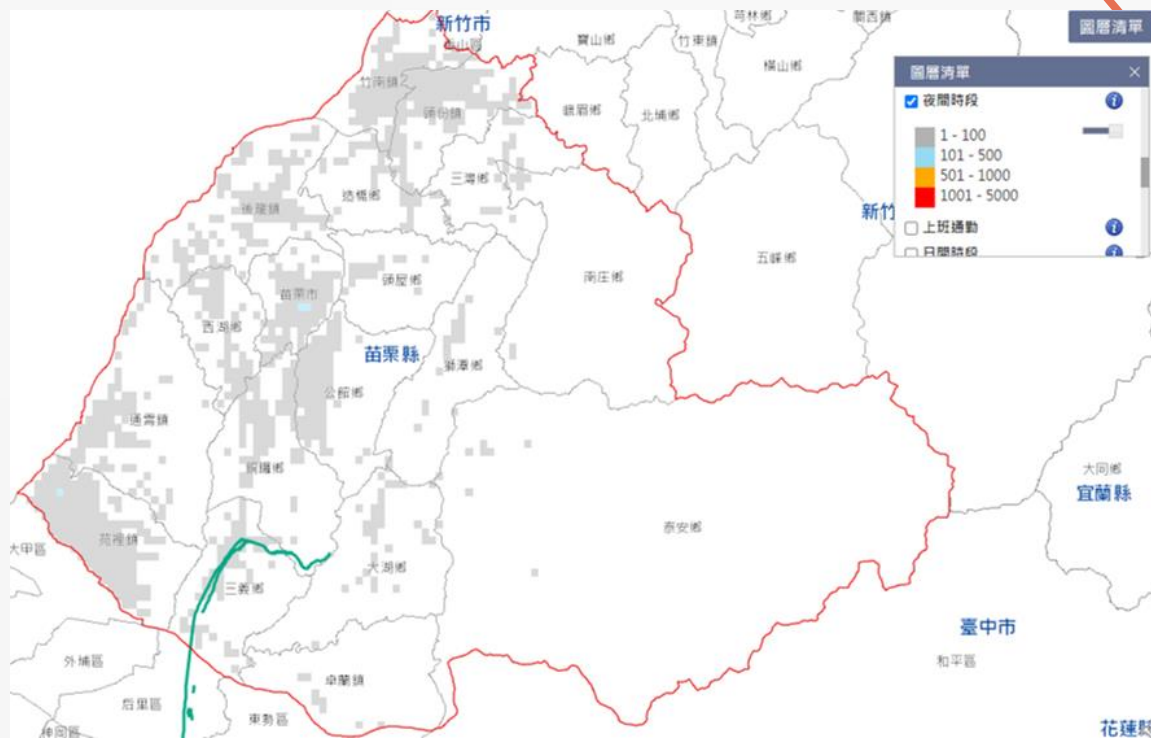 新竹市
香山區
寶山鄉
竹東鎮
芎林鄉
關西鎮
橫山鄉
圖層清單
圖層清單
×
夜間時段
1 - 100
101 - 500
501 - 1000
1001 - 5000
上班通勤
日間時段
竹南鎮
頭份鎮
峨眉鄉
北埔鄉
三灣鄉
造橋鄉
後龍鎮
新竹
五峰鄉
南庄鄉
頭屋鄉
苗栗市
西湖鄉
苗栗縣
獅潭鄉
公館鄉
通霄鎮
銅鑼鄉
大同鄉
宜蘭縣
泰安鄉
苑裡鎮
大甲區
大湖鄉
三義鄉
臺中市
和平區
外埔區
卓蘭鎮
后里區
東勢區
神岡區
花蓮縣